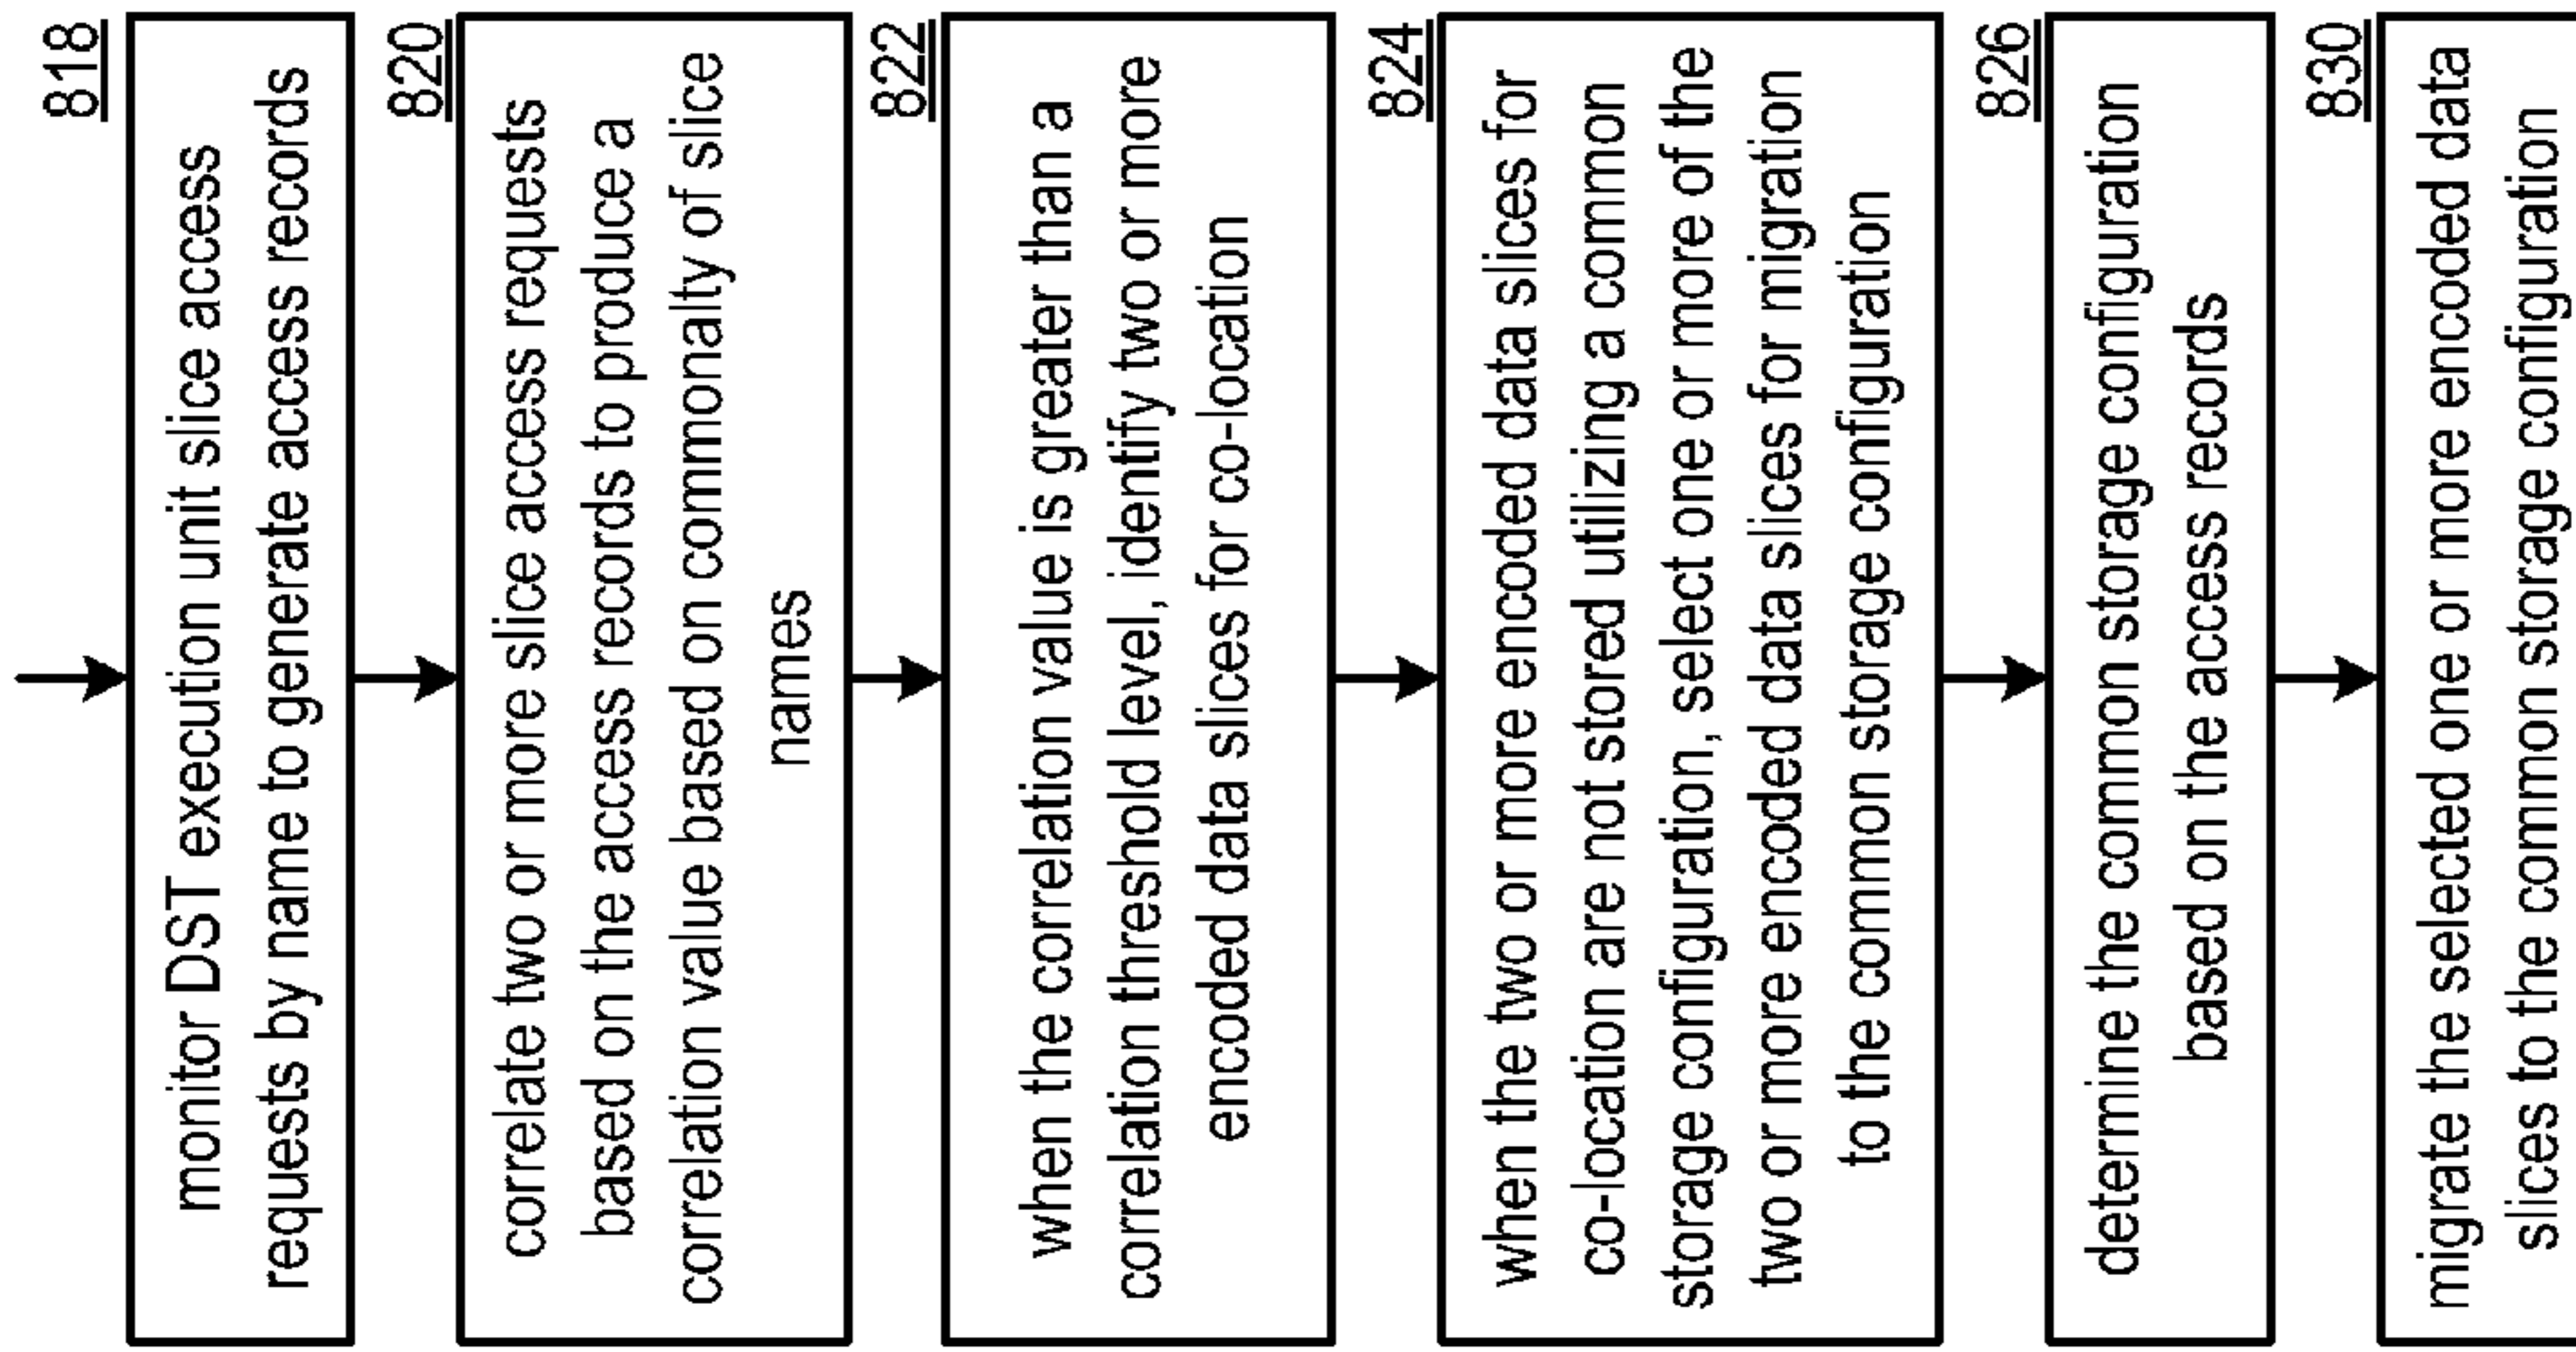 818
monitor DST execution unit slice access
requests by name to generate access records
820
correlate two or more slice access requests
based on the access records to produce a
correlation value based on commonalty of slice
names
822
when the correlation value is greater than a
correlation threshold level, identify two or more
encoded data slices for co-location
824
when the two or more encoded data slices for
co-location are not stored utilizing a common
storage configuration, select one or more of the
two or more encoded data slices for migration
to the common storage configuration
826
determine the common storage configuration
based on the access records
830
migrate the selected one or more encoded data
slices to the common storage configuration